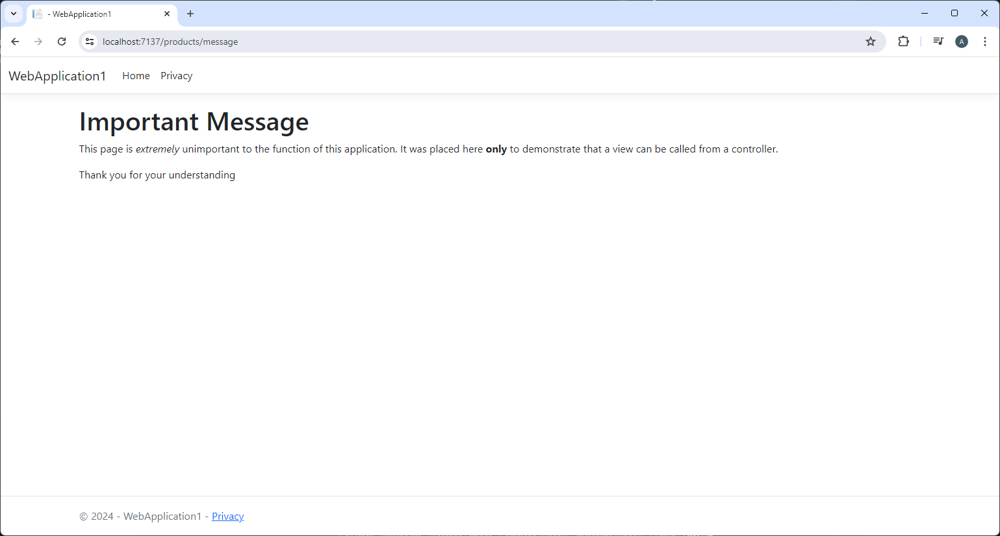 - WebApplication1
localhost:7137/products/message
A
WebApplication1 Home Privacy
Important Message
This page is extremely unimportant to the function of this application. It was placed here only to demonstrate that a view can be called from a controller.
Thank you for your understanding
© 2024 - WebApplication1 - Privacy